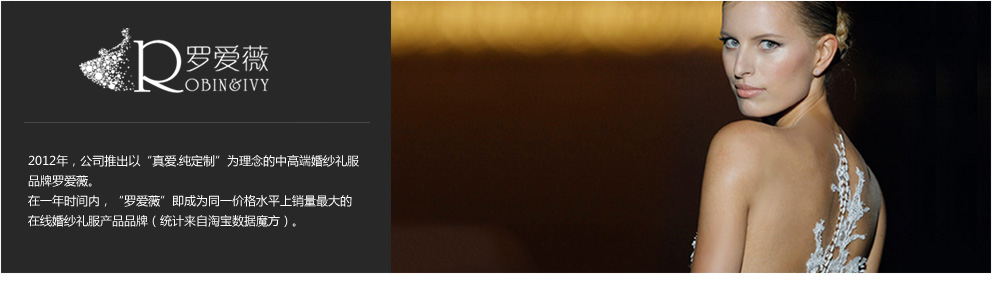 罗爱薇
ROBIN&IVY
2012年，公司推出以“真爱.纯定制”为理念的中高端婚纱礼服
品牌罗爱薇。
在一年时间内，“罗爱薇”即成为同一价格水平上销量最大的
在线婚纱礼服产品品牌（统计来自淘宝数据魔方）。